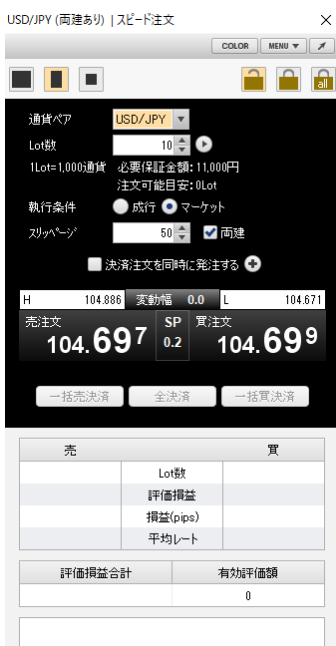 USD/JPY (両建あり) | スピード注文
COLOR MENU ▼
all
通貨ペア USD/JPY
Lot数 10
1Lot=1,000通貨 必要保証金額: 11,000円
注文可能目安: 0Lot
執行条件 成行 マーケット
スリッページ 50 両建
決済注文を同時に発注する
H 104.886 変動幅 0.0 L 104.671
売注文 SP 買注文
104.697 0.2 104.699
一括売決済 全決済 一括買決済
売 買
Lot数
評価損益
損益(pips)
平均レート
評価損益合計 有効評価額
0